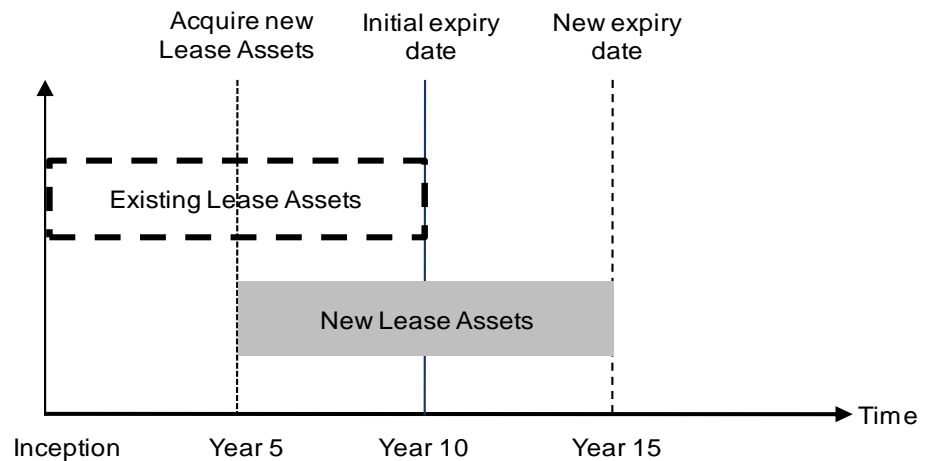 Acquire new
Lease Assets
Initial expiry
date
New expiry
date
Existing Lease Assets
New Lease Assets
Time
Inception
Year 5
Year 10
Year 15